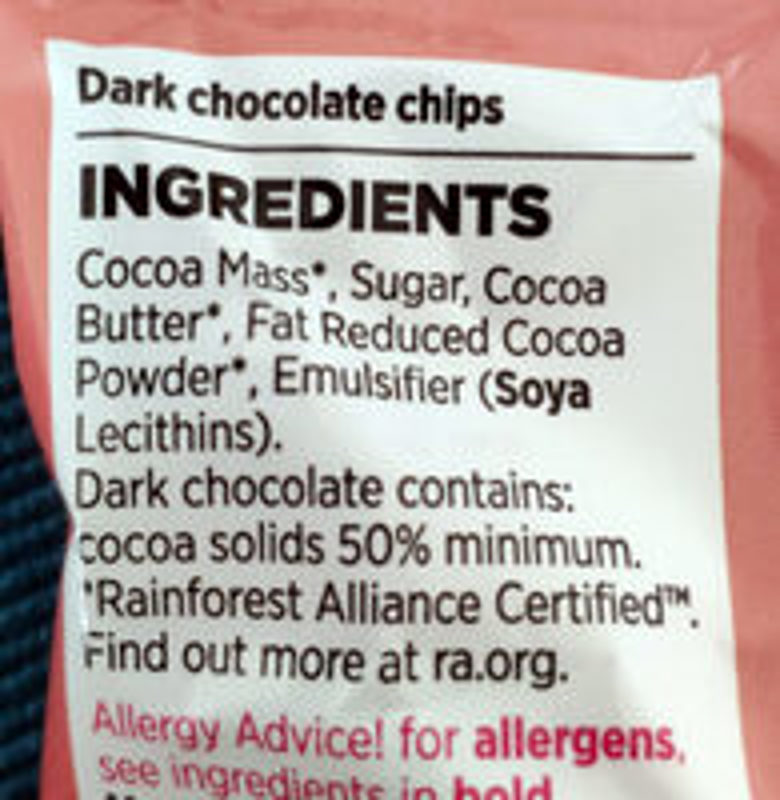 Dark chocolate chips
INGREDIENTS
Cocoa Mass*, Sugar, Cocoa
Butter*, Fat Reduced Cocoa
Powder*, Emulsifier (Soya
Lecithins).
Dark chocolate contains:
cocoa solids 50% minimum.
*Rainforest Alliance Certified™.
Find out more at ra.org.
Allergy Advice! for allergens,
see ingredients in bold